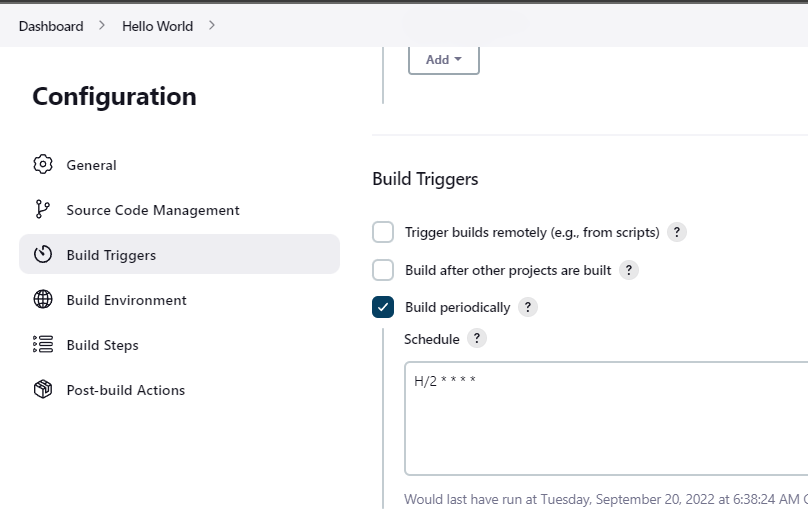 Dashboard > Hello World >
Add
Configuration
General
Source Code Management
Build Triggers
Build Environment
Build Steps
Post-build Actions
Build Triggers
Trigger builds remotely (e.g., from scripts) ?
Build after other projects are built ?
Build periodically ?
Schedule ?
H/2 * * * *
Would last have run at Tuesday, September 20, 2022 at 6:38:24 AM